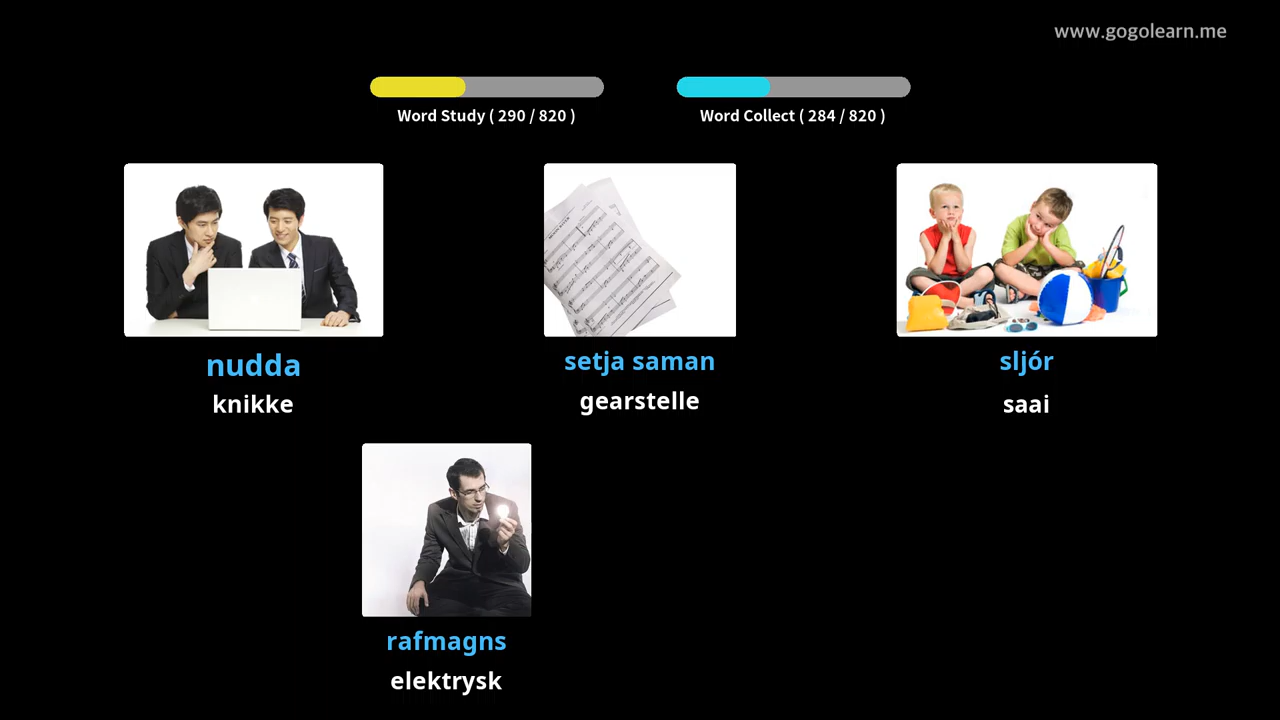 www.gogolearn.me
Word Study ( 290 / 820 )
Word Collect ( 284 / 820 )
nudda
knikke
setja saman
gearstelle
sljór
saai
rafmagns
elektrysk